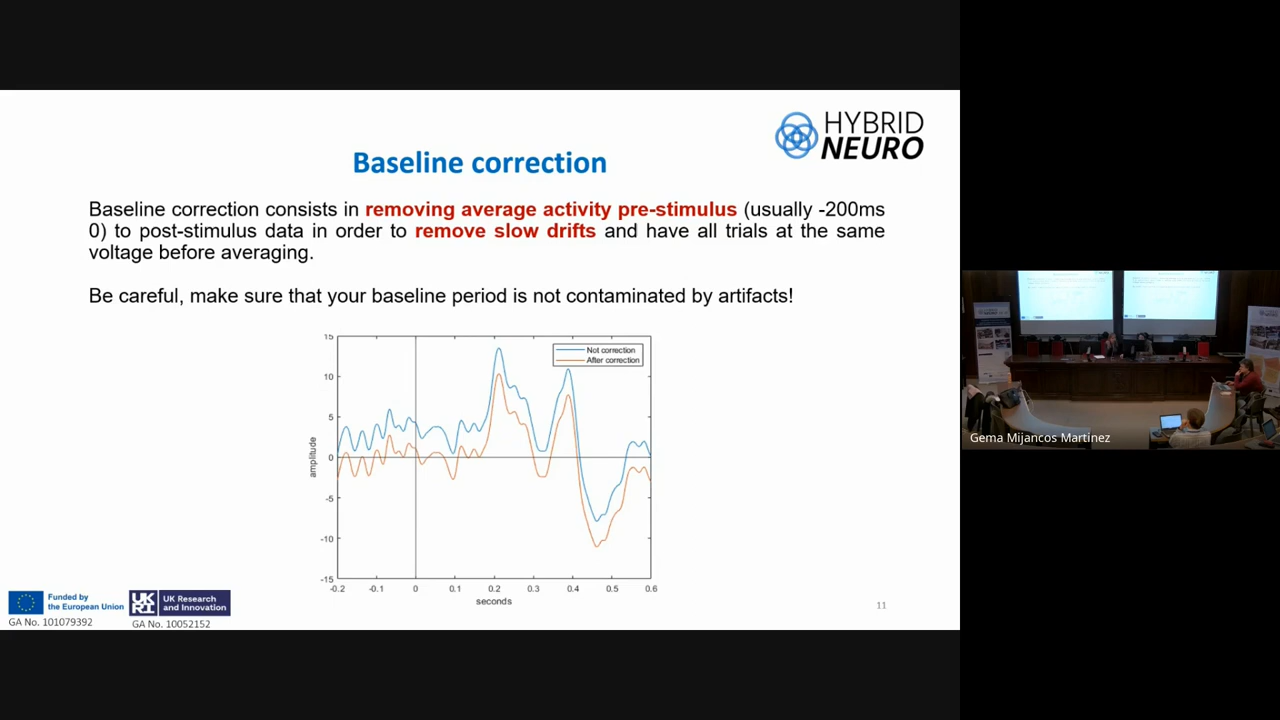 HYBRID
NEURO
Baseline correction
Baseline correction consists in removing average activity pre-stimulus (usually -200ms
0) to post-stimulus data in order to remove slow drifts and have all trials at the same
voltage before averaging.
Be careful, make sure that your baseline period is not contaminated by artifacts!
15
10
5
0
-5
-10
-15
amplitude
Not correction
After correction
-0.2 -0.1 0 0.1 0.2 0.3 0.4 0.5 0.6
seconds
Funded by
the European Union
GA No. 101079392
UKRI
UK Research
and Innovation
GA No. 10052152
11
HYBRID
NEURO
Gema Mijancos Martinez